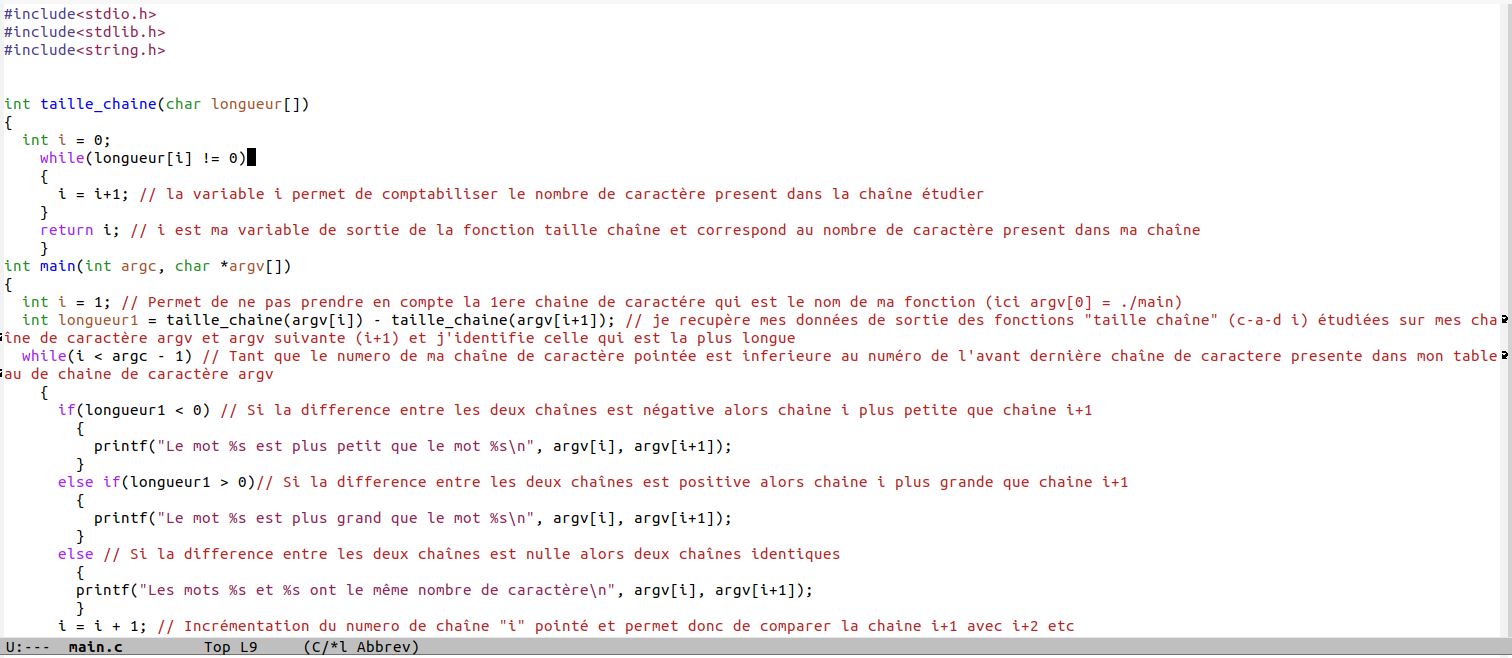 #include<stdio.h>
#include<stdlib.h>
#include<string.h>
int taille_chaine(char longueur[])
{
int i = 0;
while(longueur[i] != 0)
{
i = i+1; // la variable i permet de comptabiliser le nombre de caractère present dans la chaîne étudier
}
return i; // i est ma variable de sortie de la fonction taille chaîne et correspond au nombre de caractère present dans ma chaîne
}
int main(int argc, char *argv[])
{
int i = 1; // Permet de ne pas prendre en compte la 1ere chaine de caractére qui est le nom de ma fonction (ici argv[0] = ./main)
int longueur1 = taille_chaine(argv[i]) - taille_chaine(argv[i+1]); // je recupère mes données de sortie des fonctions "taille chaîne" (c-a-d i) étudiées sur mes cha
îne de caractère argv et argv suivante (i+1) et j'identifie celle qui est la plus longue
while(i < argc - 1) // Tant que le numero de ma chaîne de caractère pointée est inferieure au numéro de l'avant dernière chaîne de caractere presente dans mon table
au de chaine de caractère argv
{
if(longueur1 < 0) // Si la difference entre les deux chaînes est négative alors chaine i plus petite que chaine i+1
{
printf("Le mot %s est plus petit que le mot %s\n", argv[i], argv[i+1]);
}
else if(longueur1 > 0)// Si la difference entre les deux chaînes est positive alors chaine i plus grande que chaine i+1
{
printf("Le mot %s est plus grand que le mot %s\n", argv[i], argv[i+1]);
}
else // Si la difference entre les deux chaînes est nulle alors deux chaînes identiques
{
printf("Les mots %s et %s ont le même nombre de caractère\n", argv[i], argv[i+1]);
}
i = i + 1; // Incrémentation du numero de chaîne "i" pointé et permet donc de comparer la chaine i+1 avec i+2 etc
U:--- main.c Top L9 (C/*l Abbrev)